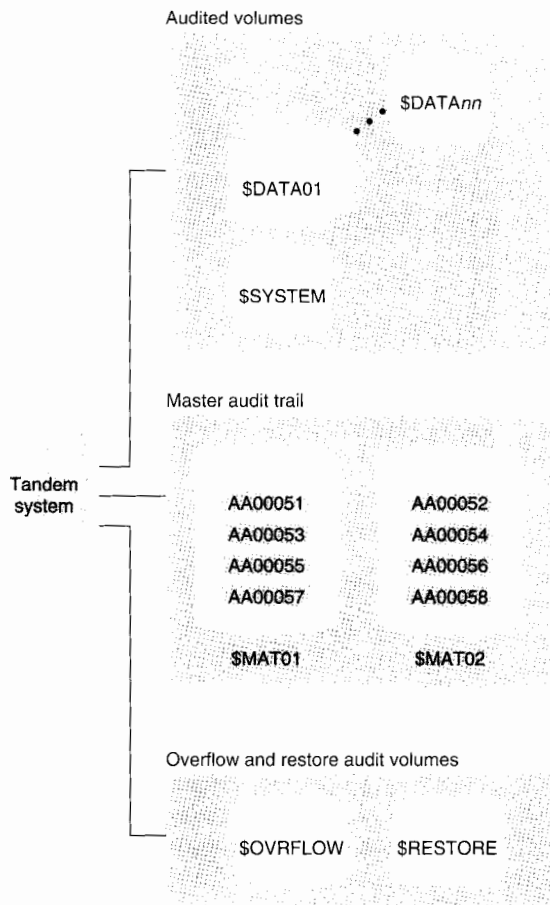 Audited volumes
$DATAnn
$DATA01
$SYSTEM
Master audit trail
Tandem
system
AA00051 AA00052
AA00053 AA00054
AA00055 AA00056
AA00057 AA00058
$MAT01 $MAT02
Overflow and restore audit volumes
$OVRFLOW $RESTORE